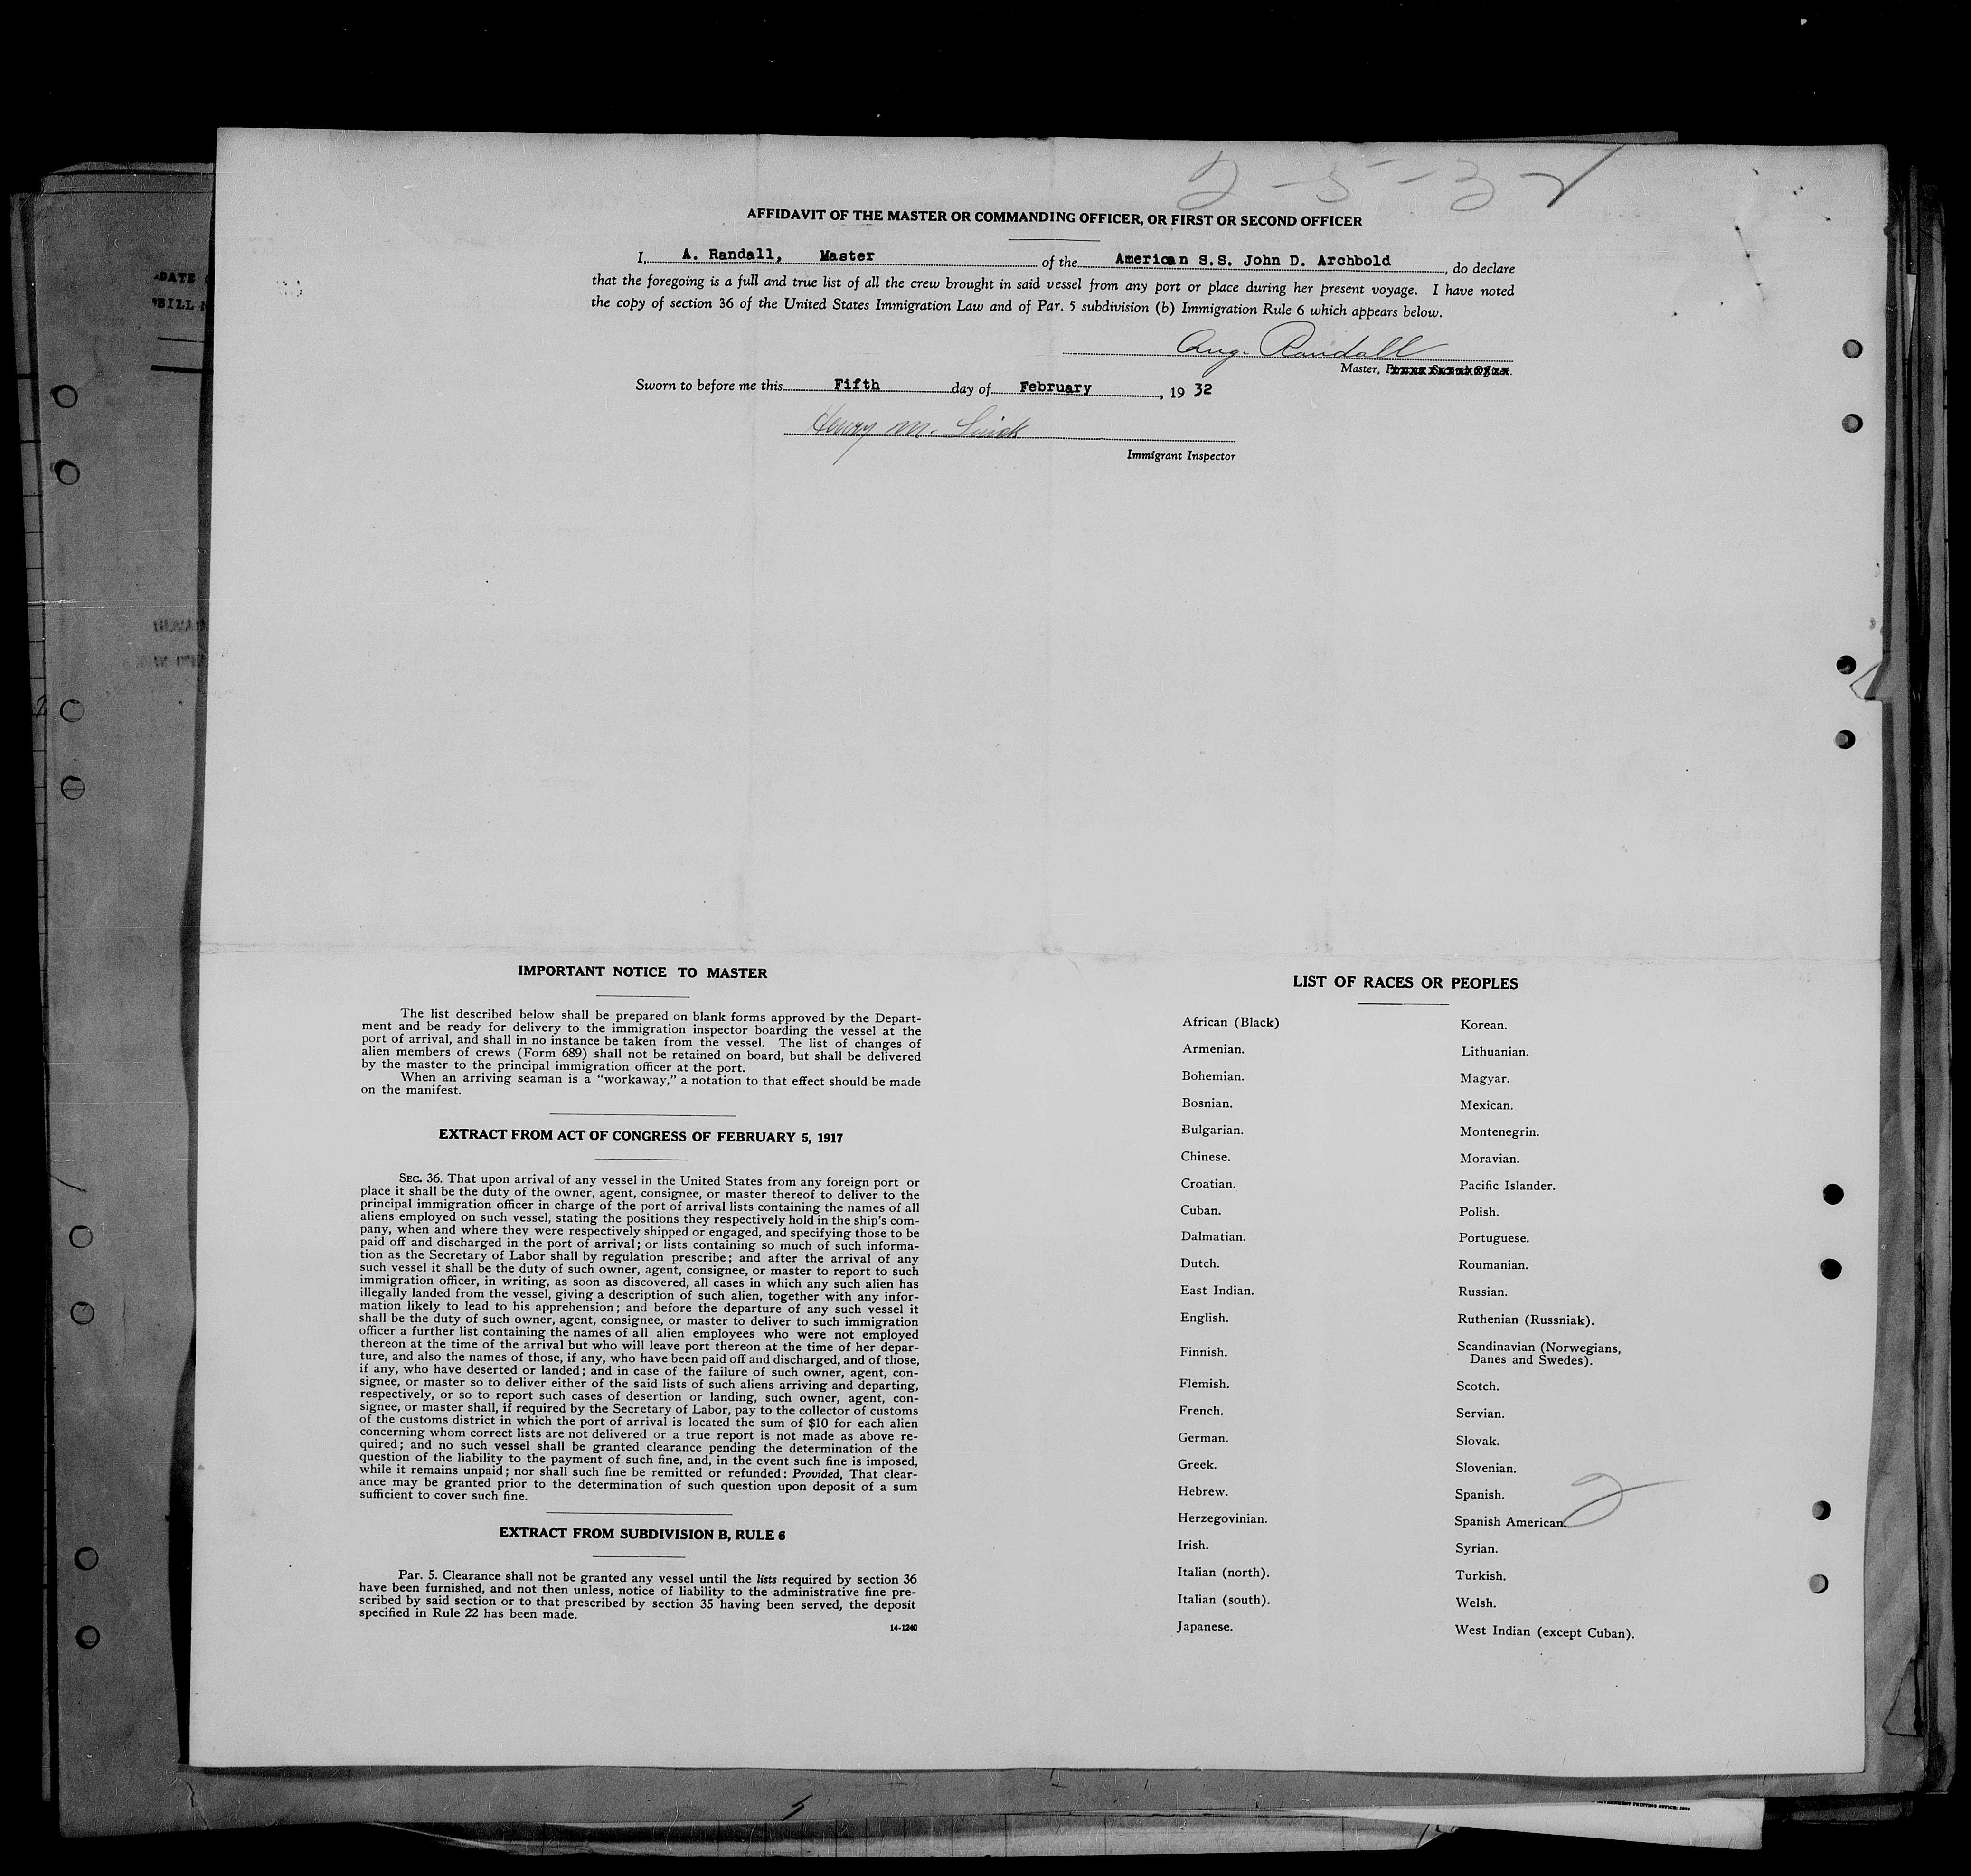 2-5-32
AFFIDAVIT OF THE MASTER OR COMMANDING OFFICER, OR FIRST OR SECOND OFFICER
I, A. Randall, Master of the American S.S. John D. Archbold, do declare
that the foregoing is a full and true list of all the crew brought in said vessel from any port or place during her present voyage. I have noted
the copy of section 36 of the United States Immigration Law and of Par. 5 subdivision (b) Immigration Rule 6 which appears below.
Aug. Randall
Master,
Sworn to before me this Fifth day of February, 19 32
Henry M.
Immigrant Inspector
DATE
BILL
IMPORTANT NOTICE TO MASTER
The list described below shall be prepared on blank forms approved by the Depart-
ment and be ready for delivery to the immigration inspector boarding the vessel at the
port of arrival, and shall in no instance be taken from the vessel. The list of changes of
alien members of crews (Form 689) shall not be retained on board, but shall be delivered
by the master to the principal immigration officer at the port.
When an arriving seaman is a "workaway," a notation to that effect should be made
on the manifest.
EXTRACT FROM ACT OF CONGRESS OF FEBRUARY 5, 1917
SEC. 36. That upon arrival of any vessel in the United States from any foreign port or
place it shall be the duty of the owner, agent, consignee, or master thereof to deliver to the
principal immigration officer in charge of the port of arrival lists containing the names of all
aliens employed on such vessel, stating the positions they respectively hold in the ship's com-
pany, when and where they were respectively shipped or engaged, and specifying those to be
paid off and discharged in the port of arrival; or lists containing so much of such informa-
tion as the Secretary of Labor shall by regulation prescribe; and after the arrival of any
such vessel it shall be the duty of such owner, agent, consignee, or master to report to such
immigration officer, in writing, as soon as discovered, all cases in which any such alien has
illegally landed from the vessel, giving a description of such alien, together with any infor-
mation likely to lead to his apprehension; and before the departure of any such vessel it
shall be the duty of such owner, agent, consignee, or master to deliver to such immigration
officer a further list containing the names of all alien employees who were not employed
thereon at the time of the arrival but who will leave port thereon at the time of her depar-
ture, and also the names of those, if any, who have been paid off and discharged, and of those,
if any, who have deserted or landed; and in case of the failure of such owner, agent, con-
signee, or master so to deliver either of the said lists of such aliens arriving and departing,
respectively, or so to report such cases of desertion or landing, such owner, agent, con-
signee, or master shall, if required by the Secretary of Labor, pay to the collector of customs
of the customs district in which the port of arrival is located the sum of $10 for each alien
concerning whom correct lists are not delivered or a true report is not made as above re-
quired; and no such vessel shall be granted clearance pending the determination of the
question of the liability to the payment of such fine, and, in the event such fine is imposed,
while it remains unpaid; nor shall such fine be remitted or refunded: Provided, That clear-
ance may be granted prior to the determination of such question upon deposit of a sum
sufficient to cover such fine.
EXTRACT FROM SUBDIVISION B, RULE 6
Par. 5. Clearance shall not be granted any vessel until the lists required by section 36
have been furnished, and not then unless, notice of liability to the administrative fine pre-
scribed by said section or to that prescribed by section 35 having been served, the deposit
specified in Rule 22 has been made.
14-1240
LIST OF RACES OR PEOPLES
African (Black)
Armenian.
Bohemian.
Bosnian.
Bulgarian.
Chinese.
Croatian.
Cuban.
Dalmatian.
Dutch.
East Indian.
English.
Finnish.
Flemish.
French.
German.
Greek.
Hebrew.
Herzegovinian.
Irish.
Italian (north).
Italian (south).
Japanese.
Korean.
Lithuanian.
Magyar.
Mexican.
Montenegrin.
Moravian.
Pacific Islander.
Polish.
Portuguese.
Roumanian.
Russian.
Ruthenian (Russniak).
Scandinavian (Norwegians,
Danes and Swedes).
Scotch.
Servian.
Slovak.
Slovenian.
Spanish.
Spanish American.
Syrian.
Turkish.
Welsh.
West Indian (except Cuban).
2